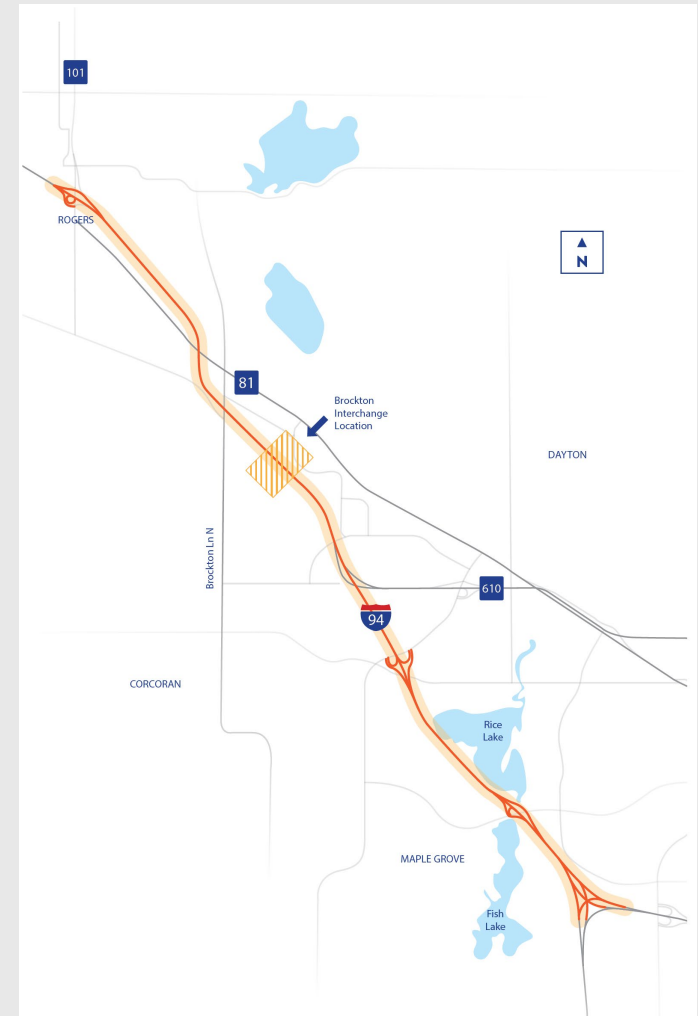 101
ROGERS
N
81
Brockton
Interchange
Location
DAYTON
Brockton Ln N
610
94
CORCORAN
Rice
Lake
MAPLE GROVE
Fish
Lake